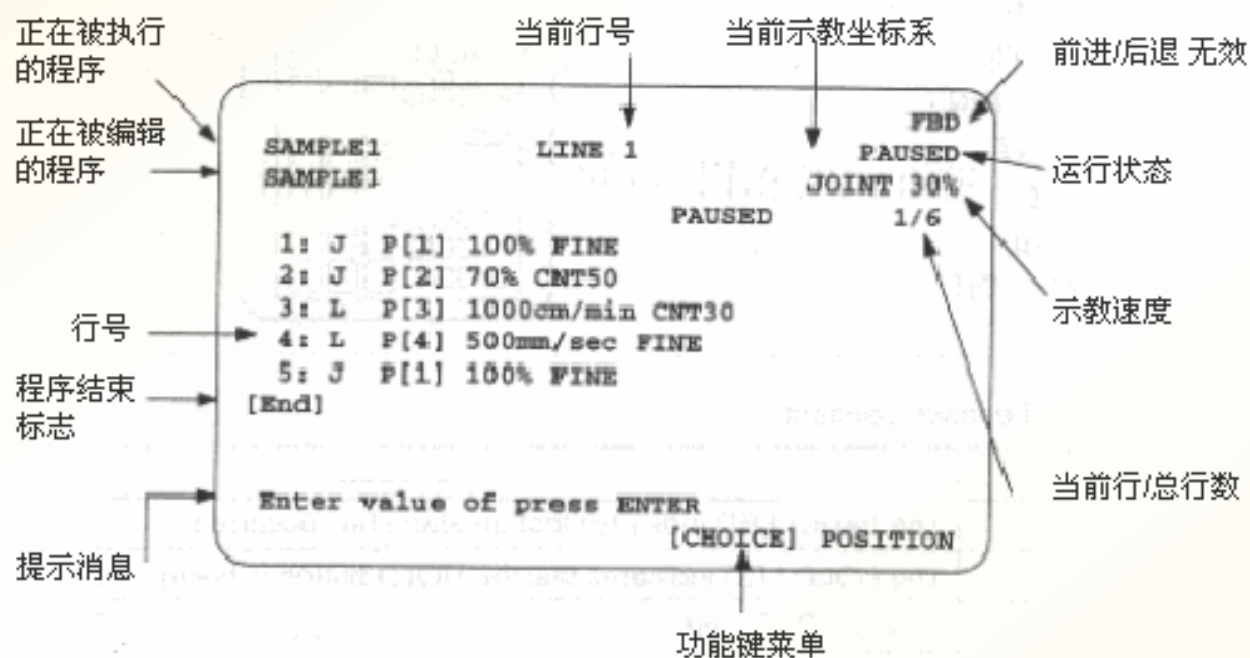 正在被执行
的程序
当前行号
当前示教坐标系
前进/后退 无效
正在被编辑
的程序
FBD
SAMPLE1 LINE 1 PAUSED
运行状态
SAMPLE1 JOINT 30%
PAUSED 1/6
1: J P[1] 100% FINE
2: J P[2] 70% CNT50
3: L P[3] 1000cm/min CNT30
示教速度
行号
4: L P[4] 500mm/sec FINE
5: J P[1] 100% FINE
程序结束
标志
[End]
当前行/总行数
Enter value of press ENTER
[CHOICE] POSITION
提示消息
功能键菜单